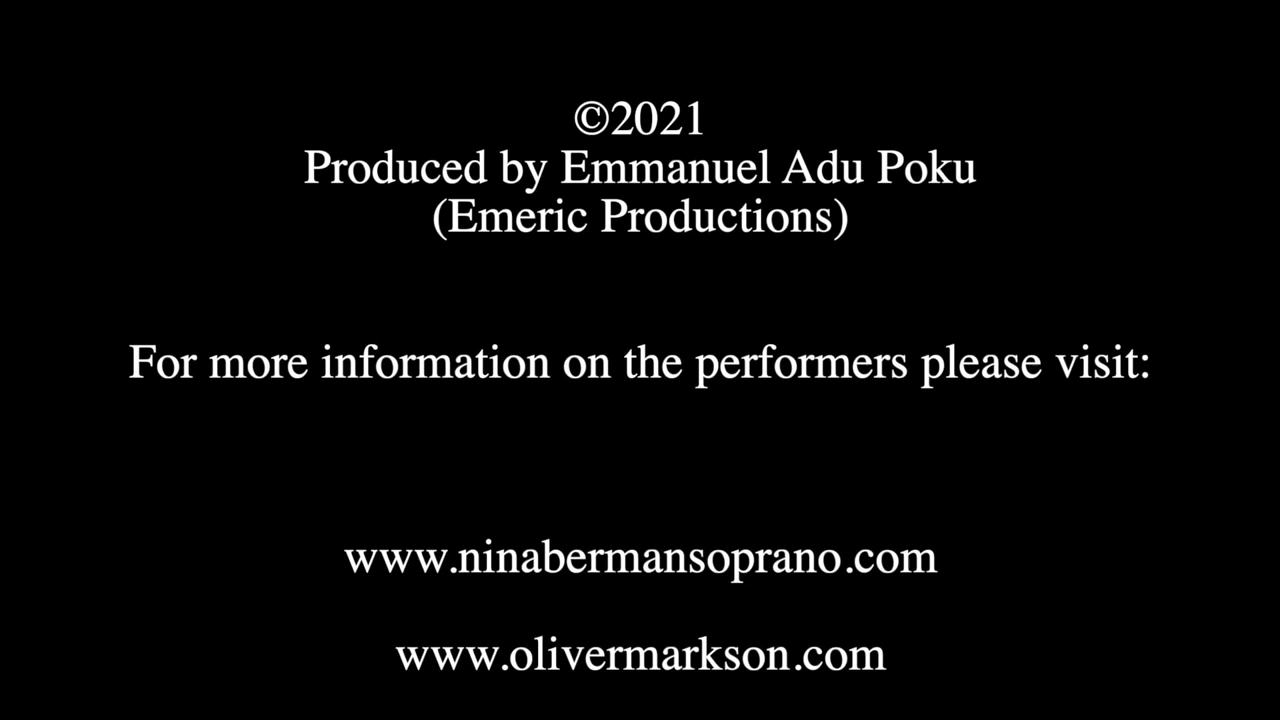 ©2021
Produced by Emmanuel Adu Poku
(Emeric Productions)
For more information on the performers please visit:
www.ninabermansoprano.com
www.olivermarkson.com